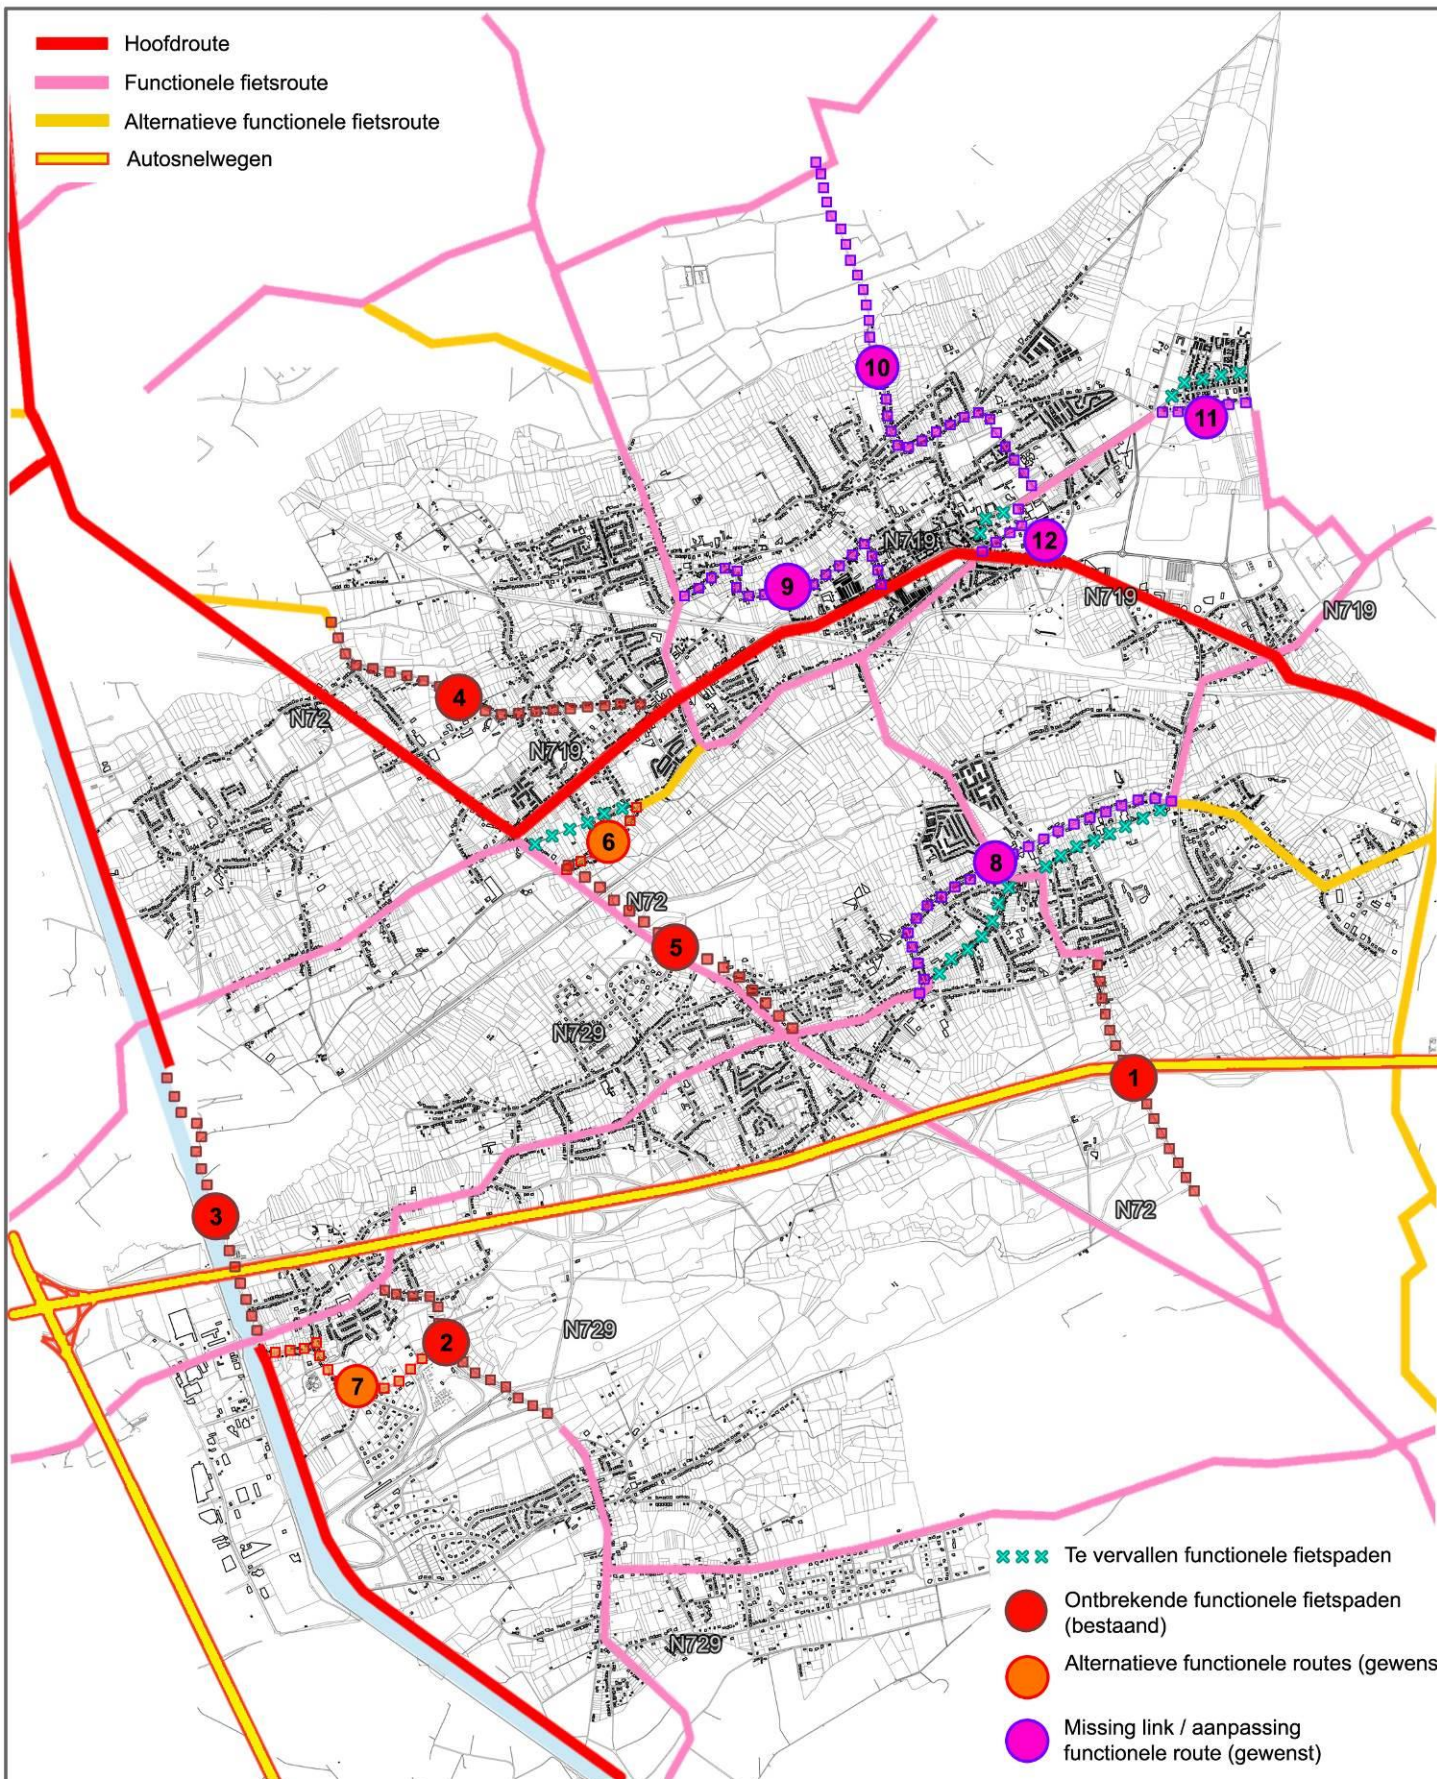 Hoofdroute
Functionele fietsroute
Alternatieve functionele fietsroute
Autosnelwegen
10
11
N719
12
9
N719
N719
4
N72
N719
6
8
N72
5
N729
1
3
N72
2
N729
7
Te vervallen functionele fietspaden
Ontbrekende functionele fietspaden
(bestaand)
Alternatieve functionele routes (gewens
N729
Missing link / aanpassing
functionele route (gewenst)